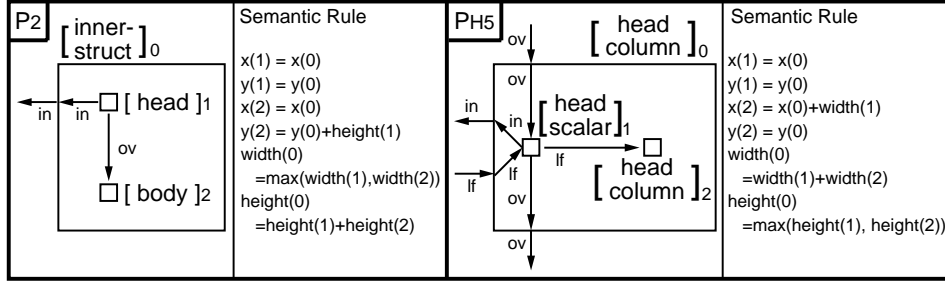 P2
[ inner-
struct ]0
in
in
[ head ]1
ov
[ body ]2
Semantic Rule
x(1) = x(0)
y(1) = y(0)
x(2) = x(0)
y(2) = y(0)+height(1)
width(0)
=max(width(1),width(2))
height(0)
=height(1)+height(2)
PH5
ov
[ head
column ]0
ov
in
in
[ head
scalar ]1
lf
lf
lf
ov
[ head
column ]2
ov
Semantic Rule
x(1) = x(0)
y(1) = y(0)
x(2) = x(0)+width(1)
y(2) = y(0)
width(0)
=width(1)+width(2)
height(0)
=max(height(1), height(2))